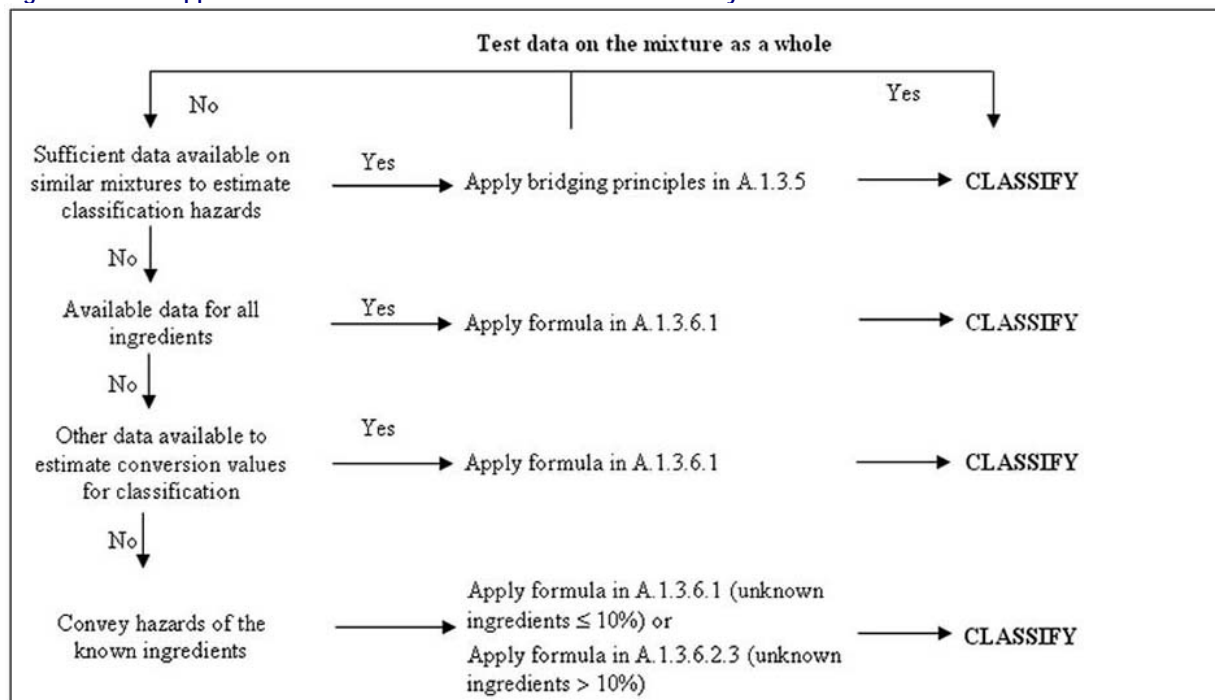 Test data on the mixture as a whole
No
Yes
Sufficient data available on
similar mixtures to estimate
classification hazards
Yes
Apply bridging principles in A.1.3.5
CLASSIFY
No
Available data for all
ingredients
Yes
Apply formula in A.1.3.6.1
CLASSIFY
No
Other data available to
estimate conversion values
for classification
Yes
Apply formula in A.1.3.6.1
CLASSIFY
No
Convey hazards of the
known ingredients
Apply formula in A.1.3.6.1 (unknown
ingredients ≤ 10%) or
Apply formula in A.1.3.6.2.3 (unknown
ingredients > 10%)
CLASSIFY